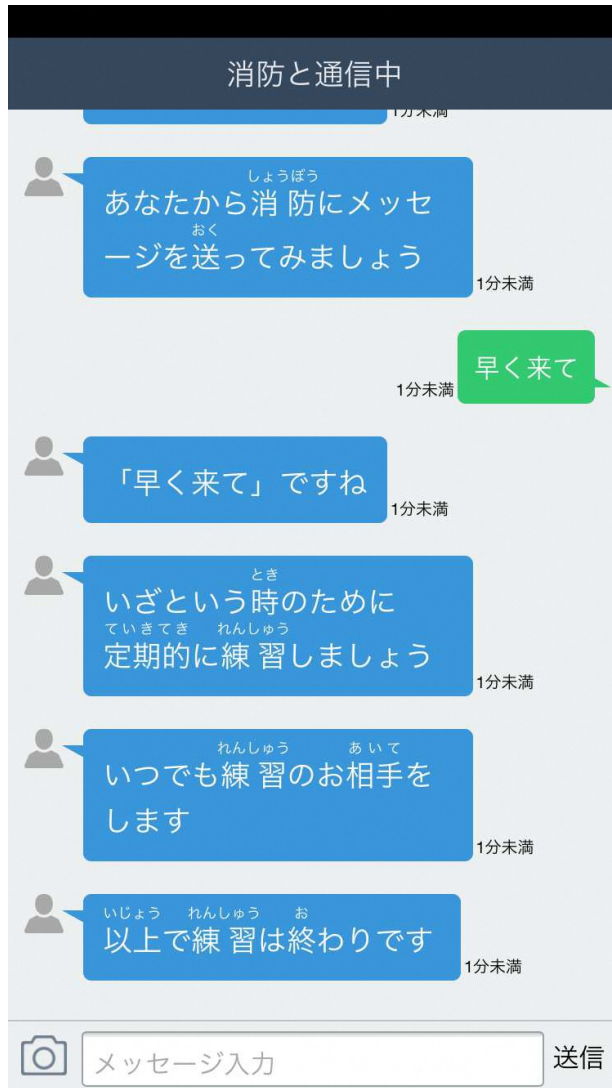 消防と通信中
1分未満
しょうぼう
あなたから消防にメッセ
おく
ージを送ってみましょう
1分未満
早く来て
1分未満
「早く来て」ですね
1分未満
とき
いざという時のために
ていきてき れんしゅう
定期的に練習しましょう
1分未満
れんしゅう あいて
いつでも練習のお相手を
します
1分未満
いじょう れんしゅう お
以上で練習は終わりです
1分未満
メッセージ入力
送信